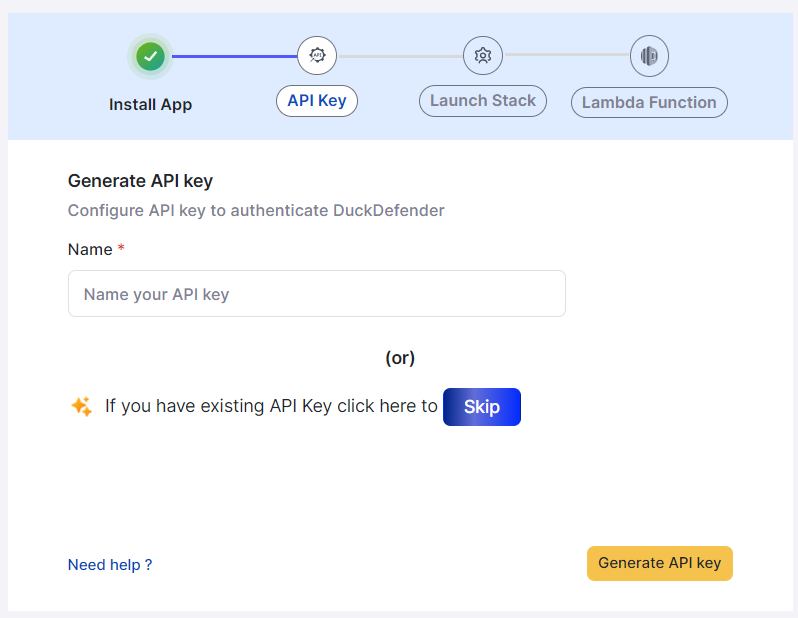 Install App
API Key
Launch Stack
Lambda Function
Generate API key
Configure API key to authenticate DuckDefender
Name *
Name your API key
(or)
If you have existing API Key click here to Skip
Need help ?
Generate API key